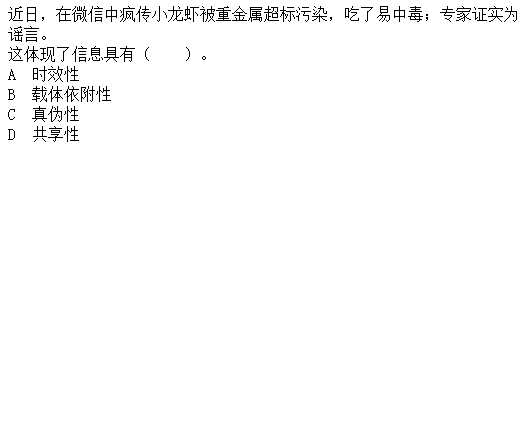 近日，在微信中疯传小龙虾被重金属超标污染，吃了易中毒；专家证实为
谣言。
这体现了信息具有（　　）。
A　时效性
B　载体依附性
C　真伪性
D　共享性